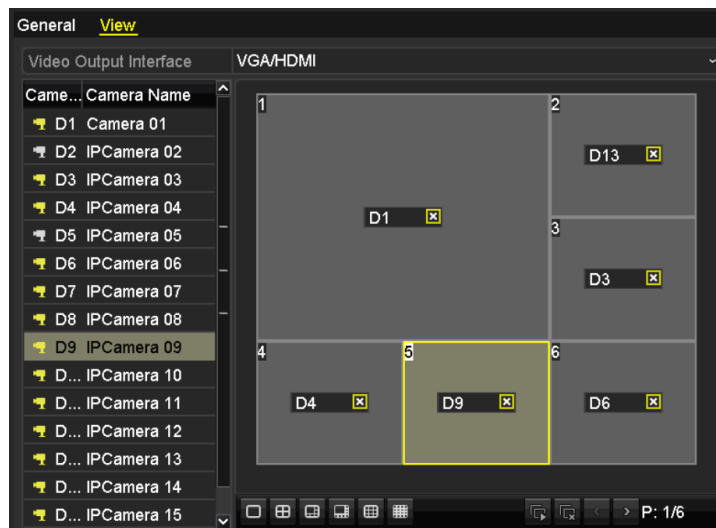 General View
Video Output Interface VGA/HDMI
Came... Camera Name
D1 Camera 01
D2 IPCamera 02
D3 IPCamera 03
D4 IPCamera 04
D5 IPCamera 05
D6 IPCamera 06
D7 IPCamera 07
D8 IPCamera 08
D9 IPCamera 09
D... IPCamera 10
D... IPCamera 11
D... IPCamera 12
D... IPCamera 13
D... IPCamera 14
D... IPCamera 15
1
D1
2
D13
3
D3
4
D4
5
D9
6
D6
P: 1/6